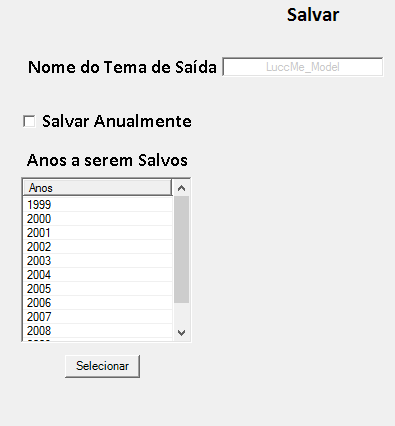 Salvar
Nome do Tema de Saída LuccMe_Model
Salvar Anualmente
Anos a serem Salvos
Anos
1999
2000
2001
2002
2003
2004
2005
2006
2007
2008
Selecionar